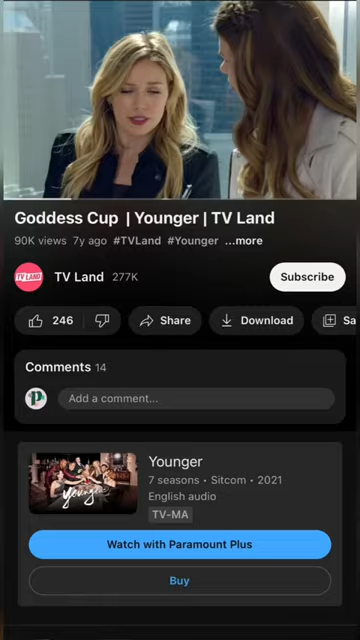 Goddess Cup | Younger | TV Land
90K views 7y ago #TVLand #Younger ...more
TV LAND
TV Land 277K
Subscribe
246
Share
Download
Sa
Comments 14
Add a comment...
younger
Younger
7 seasons • Sitcom • 2021
English audio
TV-MA
Watch with Paramount Plus
Buy